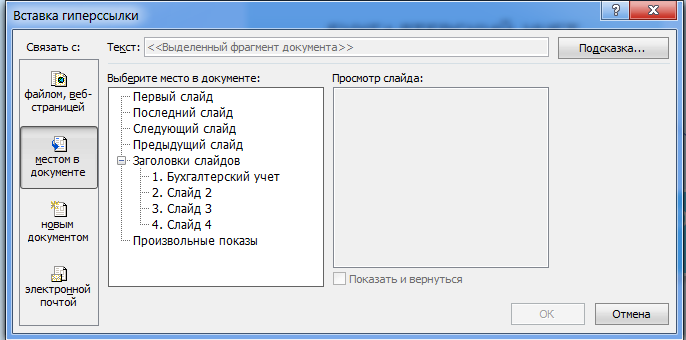 Вставка гиперссылки
Связать с:
Текст:
<<Выделенный фрагмент документа>>
Подсказка...
файлом, веб-
страницей
местом в
документе
новым
документом
электронной
почтой
Выберите место в документе:
Первый слайд
Последний слайд
Следующий слайд
Предыдущий слайд
Заголовки слайдов
1. Бухгалтерский учет
2. Слайд 2
3. Слайд 3
4. Слайд 4
Произвольные показы
Просмотр слайда:
Показать и вернуться
ОК
Отмена